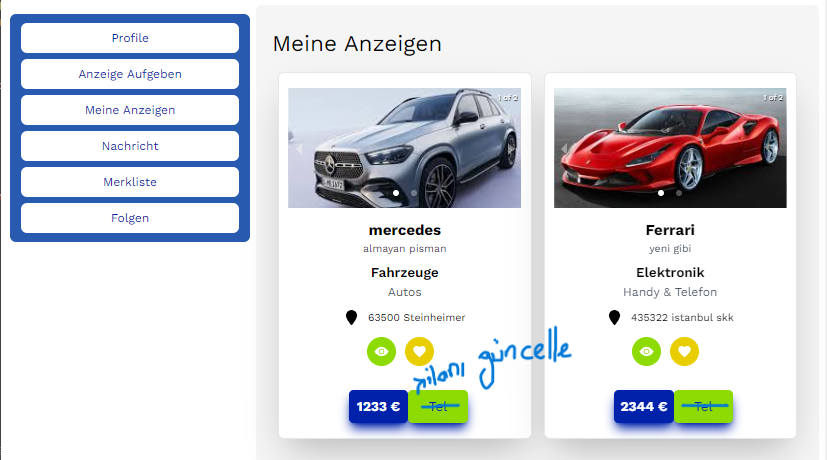 Profile
Anzeige Aufgeben
Meine Anzeigen
Nachricht
Merkliste
Folgen
Meine Anzeigen
1 of 2
mercedes
almayan pisman
Fahrzeuge
Autos
63500 Steinheimer
ilanı güncelle
1233 €
Tel
1 of 2
Ferrari
yeni gibi
Elektronik
Handy & Telefon
435322 istanbul skk
2344 €
Tel